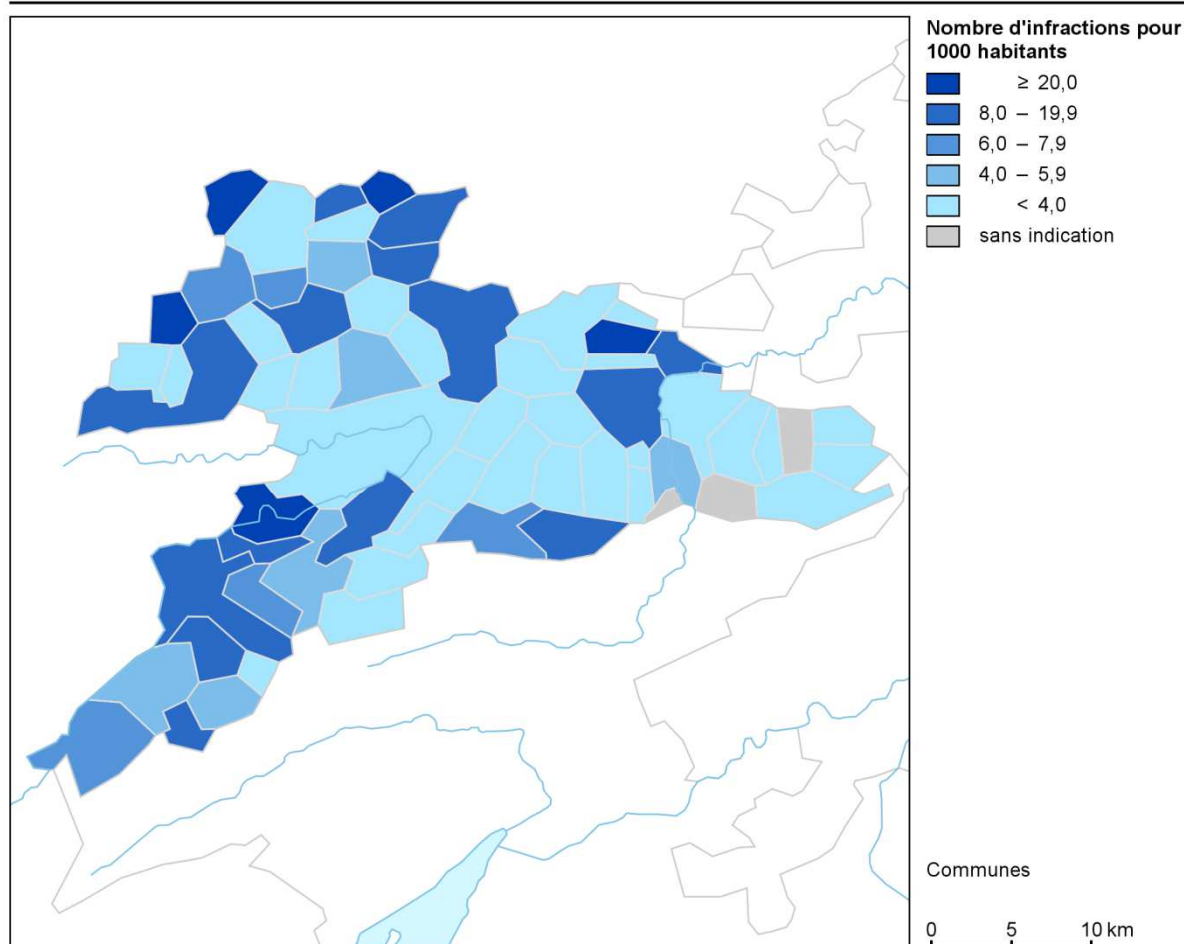 Nombre d'infractions pour
1000 habitants
≥ 20,0
8,0 – 19,9
6,0 – 7,9
4,0 – 5,9
< 4,0
sans indication
Communes
0 5 10 km